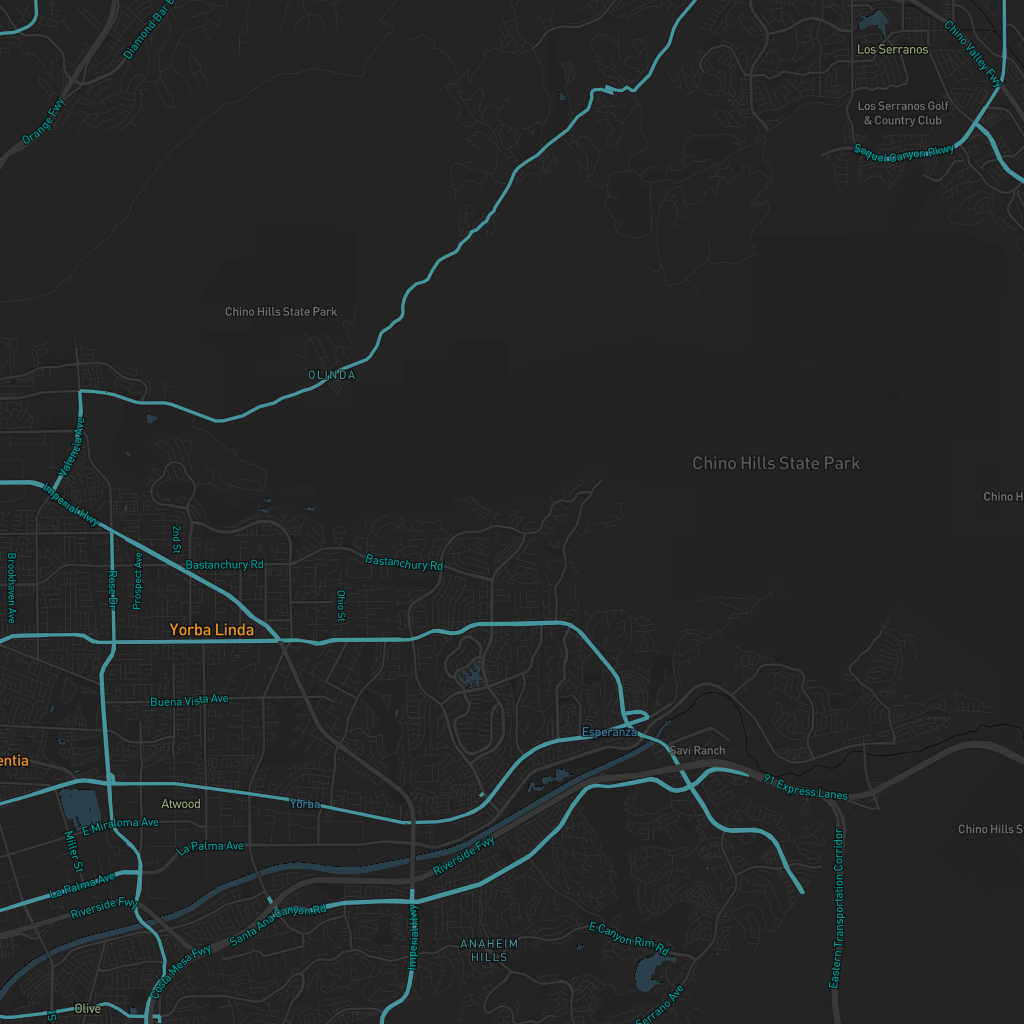 Diamond Bar B
Chino Valley Fwy
Los Serranos
Orange Fwy
Los Serranos Golf
& Country Club
Soquel Canyon Pkwy
Chino Hills State Park
OLINDA
Valencia Ave
Chino Hills State Park
Imperial Hwy
Chino H
2nd St
Bastanchury Rd
Bastanchury Rd
Brookhaven Ave
Rose Dr
Prospect Ave
Ohio St
Yorba Linda
Buena Vista Ave
Esperanza
Savi Ranch
entia
91 Express Lanes
Atwood
Yorba
E Miraloma Ave
Chino Hills St
Miller St
La Palma Ave
Riverside Fwy
La Palma Ave
Riverside Fwy
Santa Ana Canyon Rd
Imperial Hwy
Eastern Transportation Corridor
E Canyon Rim Rd
ANAHEIM
HILLS
Costa Mesa Fwy
Serrano Ave
Olive
St